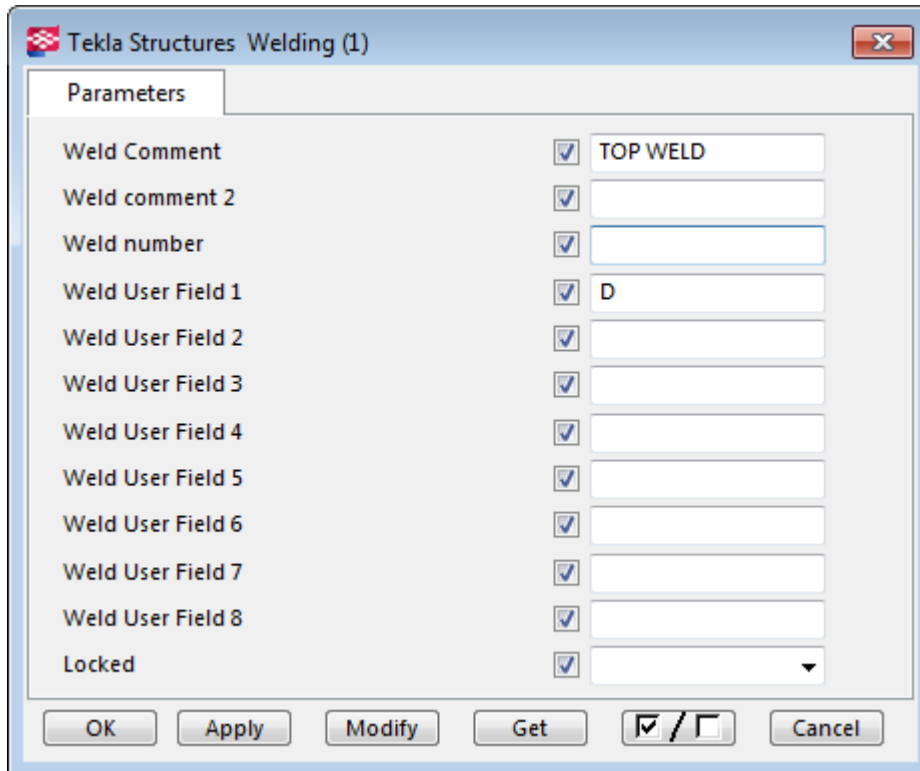 Tekla Structures Welding (1)
Parameters
Weld Comment TOP WELD
Weld comment 2
Weld number
Weld User Field 1 D
Weld User Field 2
Weld User Field 3
Weld User Field 4
Weld User Field 5
Weld User Field 6
Weld User Field 7
Weld User Field 8
Locked
OK Apply Modify Get / Cancel